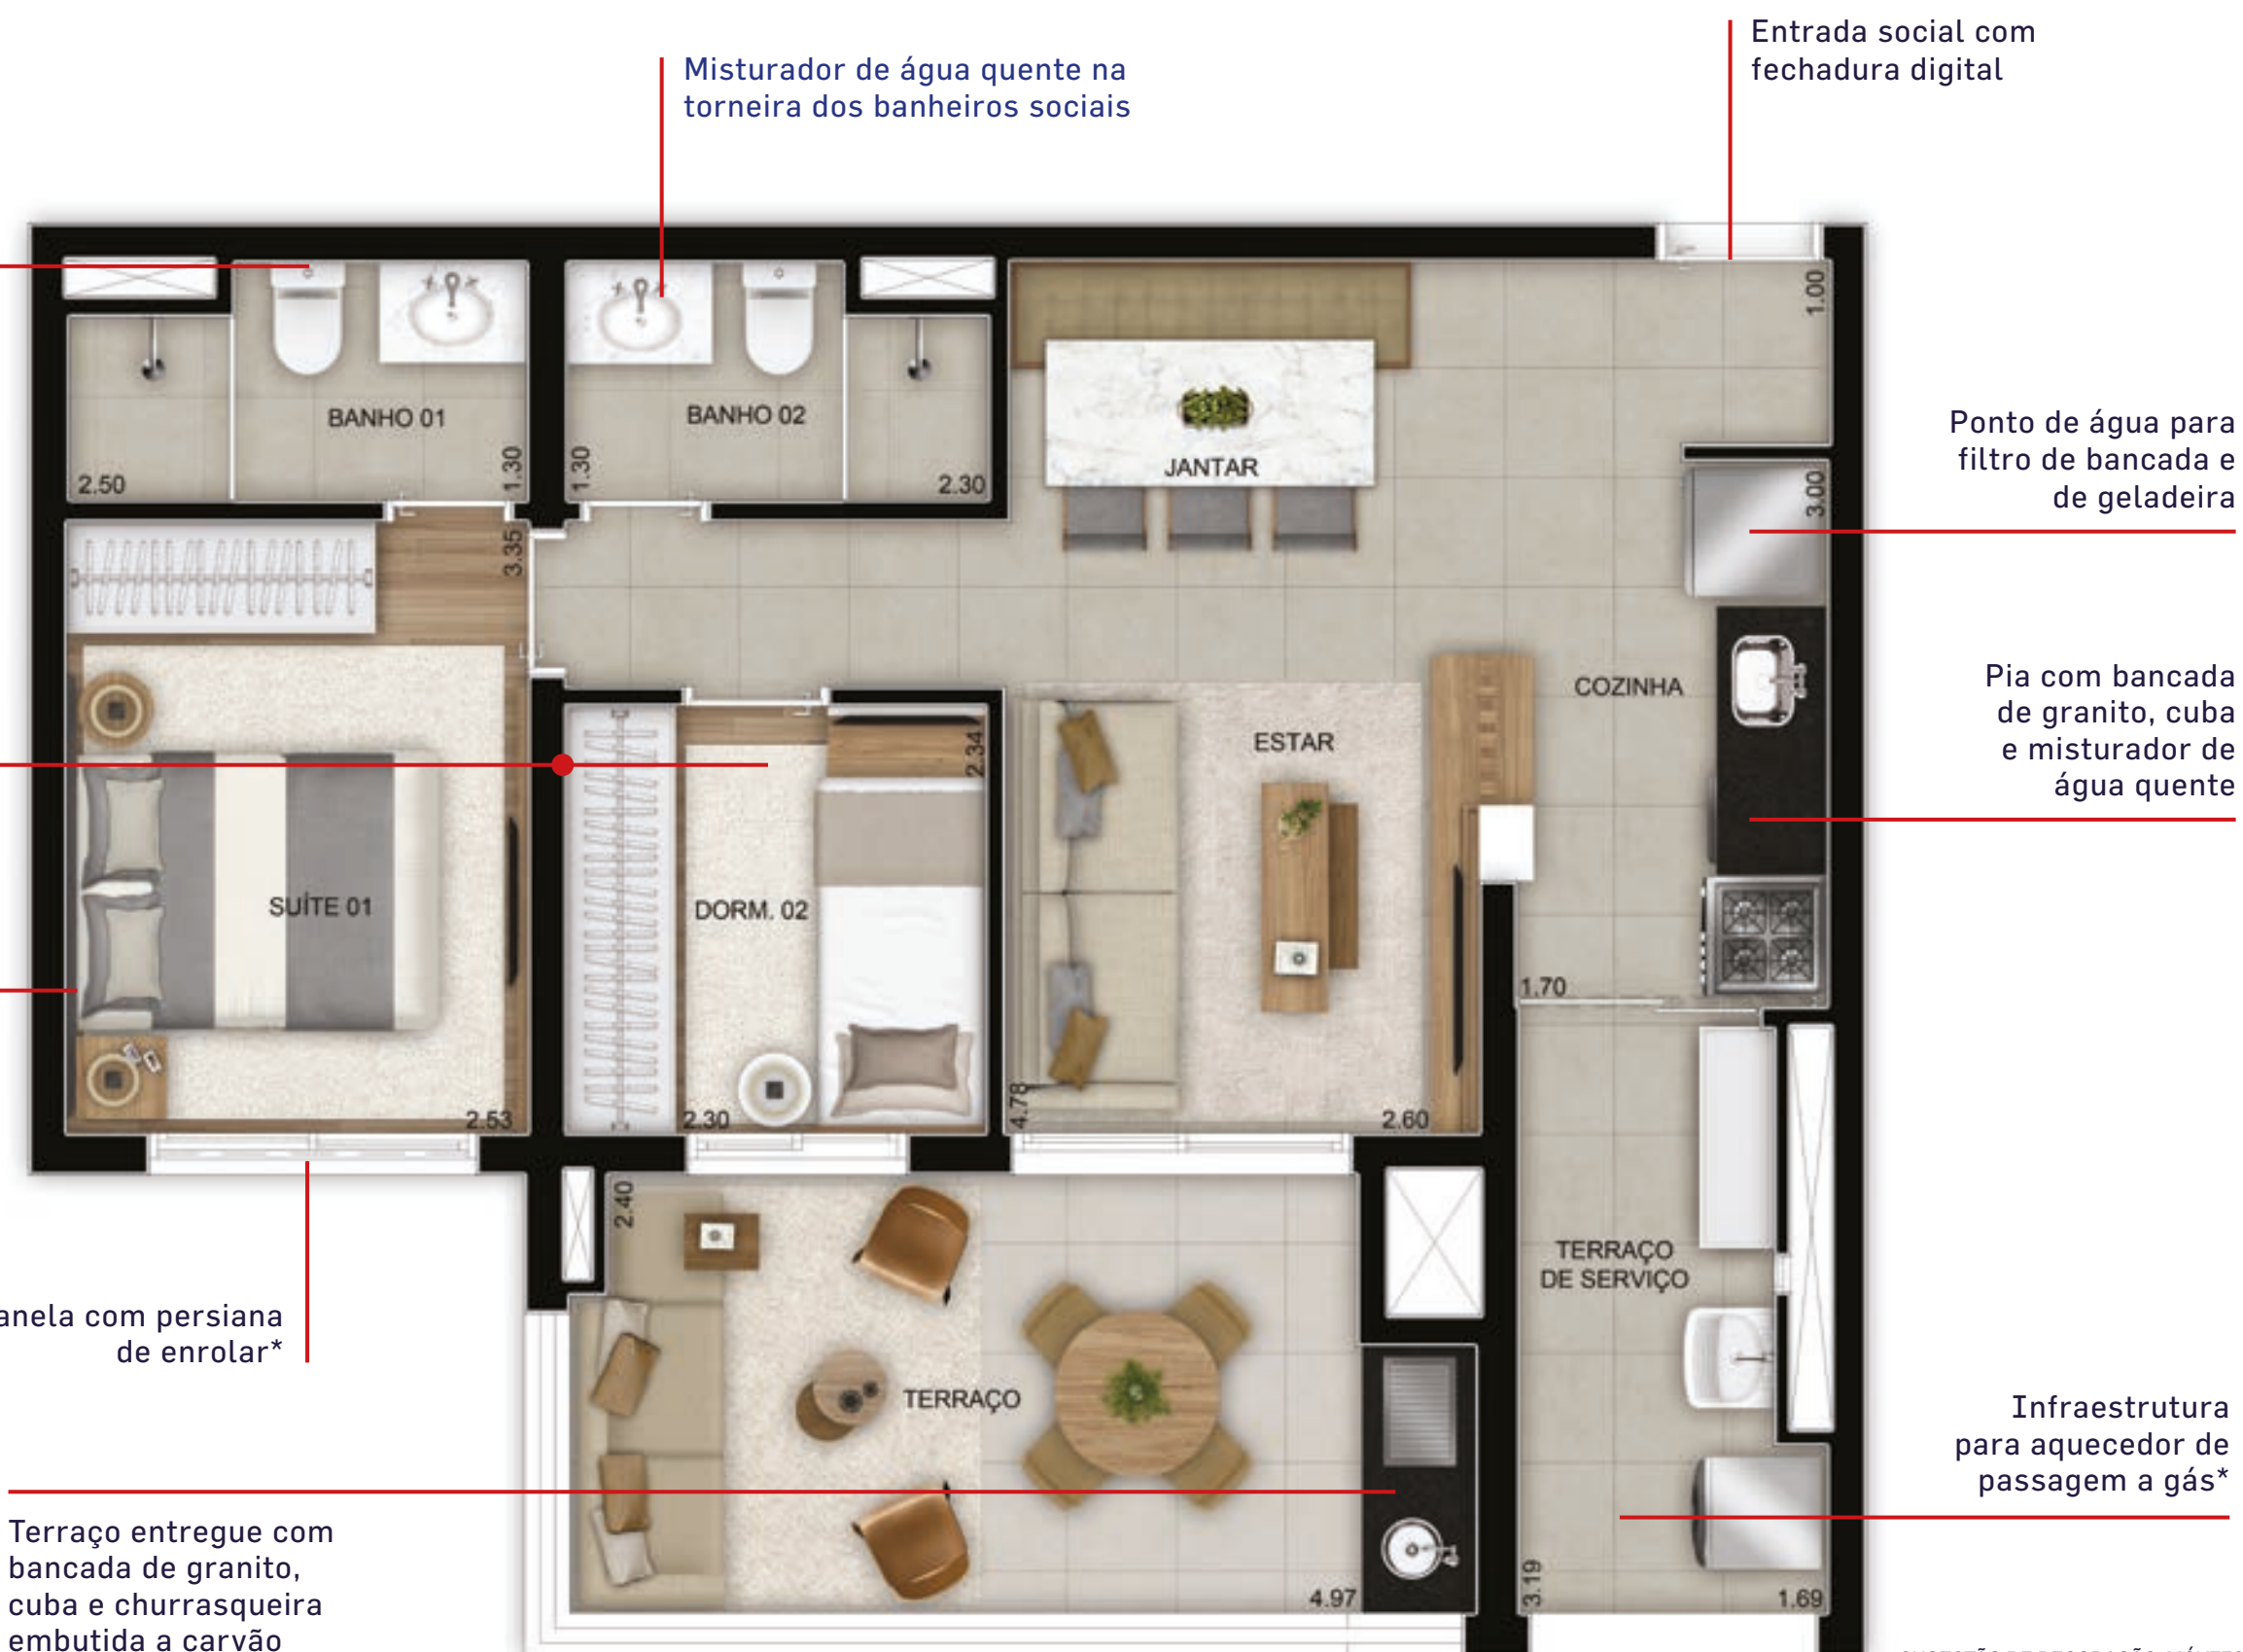 Entrada social com
fechadura digital
Misturador de água quente na
torneira dos banheiros sociais
1.00
BANHO 01
BANHO 02
JANTAR
2.50
1.30
1.30
2.30
3.00
Ponto de água para
filtro de bancada e
de geladeira
3.35
COZINHA
Pia com bancada
de granito, cuba
e misturador de
água quente
ESTAR
2.34
SUÍTE 01
DORM. 02
1.70
2.53
2.30
4.78
2.60
2.40
TERRAÇO
DE SERVIÇO
anela com persiana
de enrolar*
TERRAÇO
Infraestrutura
para aquecedor de
passagem a gás*
Terraço entregue com
bancada de granito,
cuba e churrasqueira
embutida a carvão
4.97
3.19
1.69